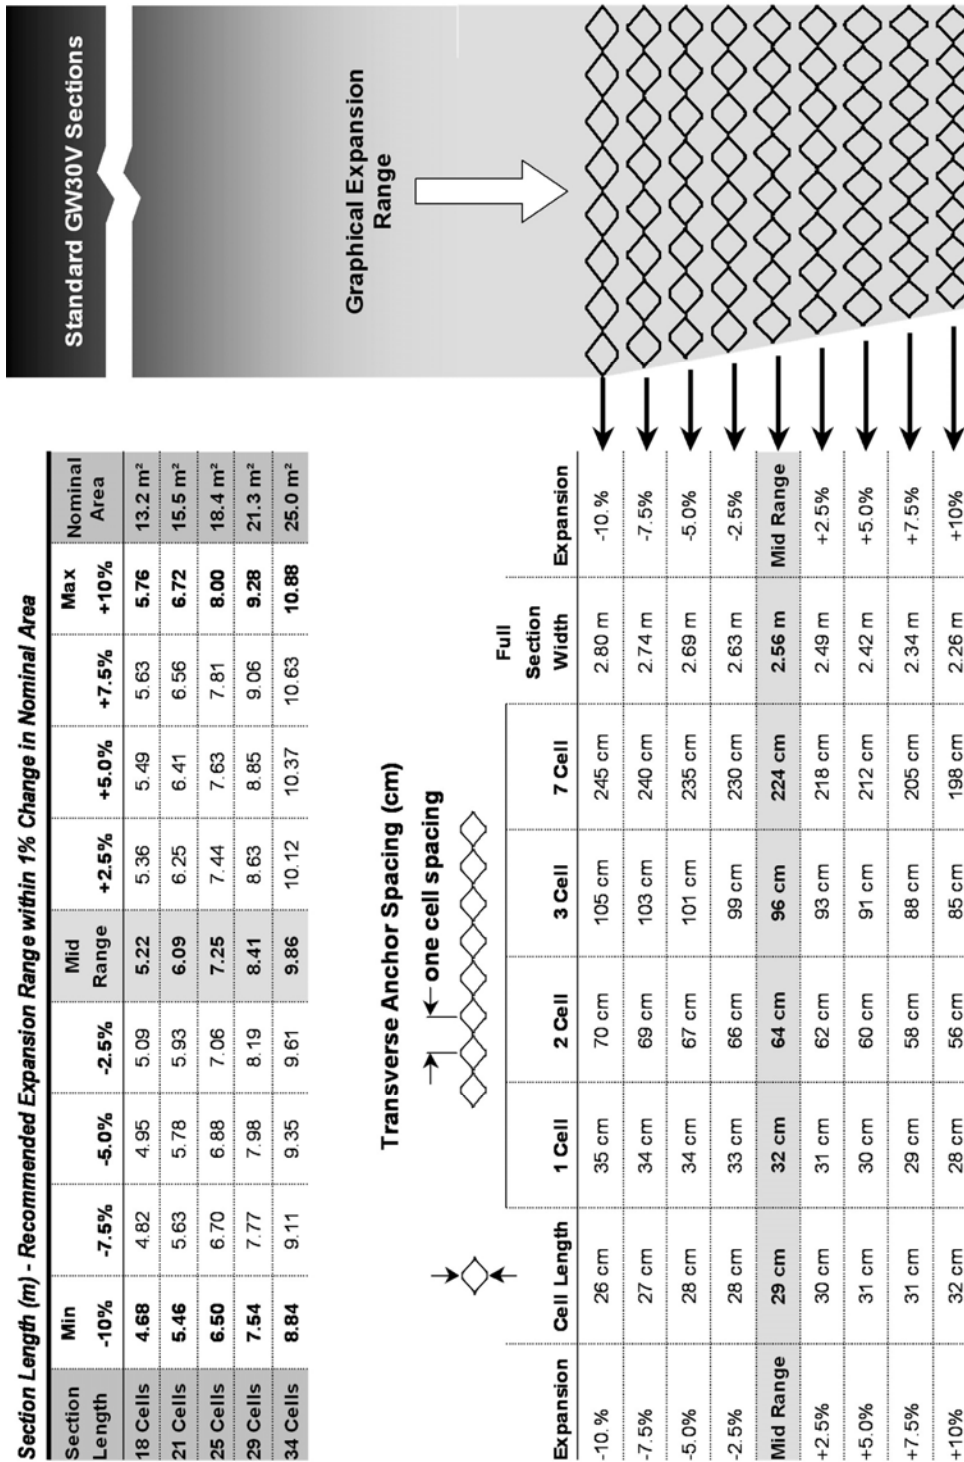 Standard GW30V Sections
Section Length (m) - Recommended Expansion Range within 1% Change in Nominal Area
Section Length Min -10% -7.5% -5.0% -2.5% Mid Range +2.5% +5.0% +7.5% Max +10% Nominal Area
18 Cells 4.68 4.82 4.95 5.09 5.22 5.36 5.49 5.63 5.76 13.2 m²
21 Cells 5.46 5.63 5.78 5.93 6.09 6.25 6.41 6.56 6.72 15.5 m²
25 Cells 6.50 6.70 6.88 7.06 7.25 7.44 7.63 7.81 8.00 18.4 m²
29 Cells 7.54 7.77 7.98 8.19 8.41 8.63 8.85 9.06 9.28 21.3 m²
34 Cells 8.84 9.11 9.35 9.61 9.86 10.12 10.37 10.63 10.88 25.0 m²
Graphical Expansion
Range
Transverse Anchor Spacing (cm)
one cell spacing
Expansion Cell Length 1 Cell 2 Cell 3 Cell 7 Cell Full Section Width Expansion
-10.% 26 cm 35 cm 70 cm 105 cm 245 cm 2.80 m -10.%
-7.5% 27 cm 34 cm 69 cm 103 cm 240 cm 2.74 m -7.5%
-5.0% 28 cm 34 cm 67 cm 101 cm 235 cm 2.69 m -5.0%
-2.5% 28 cm 33 cm 66 cm 99 cm 230 cm 2.63 m -2.5%
Mid Range 29 cm 32 cm 64 cm 96 cm 224 cm 2.56 m Mid Range
+2.5% 30 cm 31 cm 62 cm 93 cm 218 cm 2.49 m +2.5%
+5.0% 31 cm 30 cm 60 cm 91 cm 212 cm 2.42 m +5.0%
+7.5% 31 cm 29 cm 58 cm 88 cm 205 cm 2.34 m +7.5%
+10% 32 cm 28 cm 56 cm 85 cm 198 cm 2.26 m +10%